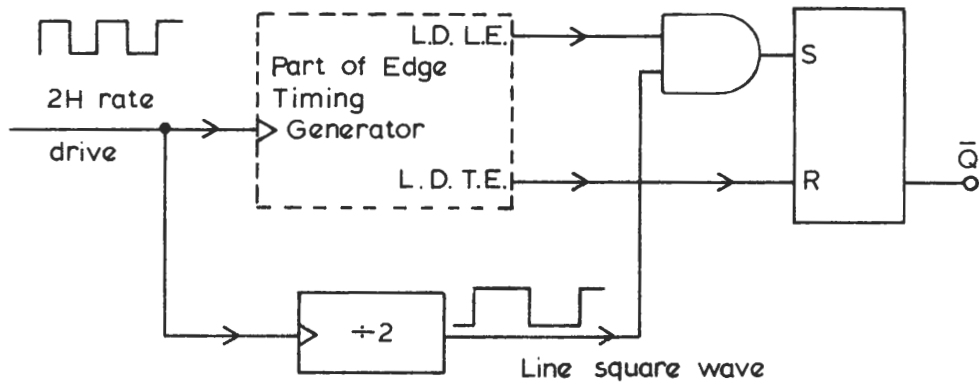 L.D. L.E.
Part of Edge
Timing
Generator
2H rate
drive
L.D.T.E.
S
R
Q̄
÷2
Line square wave